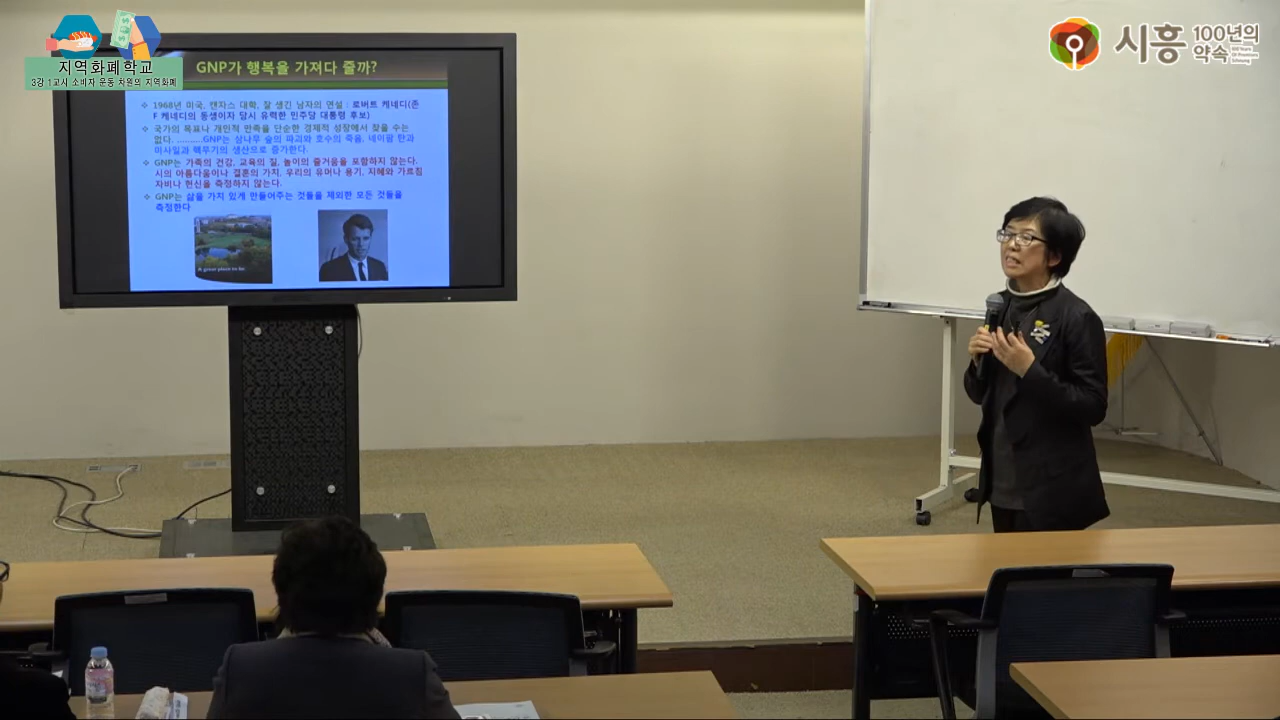 지역화폐학교
3강 1교시 소비자 운동 차원의 지역화폐
시흥 100년의 약속
GNP가 행복을 가져다 줄까?
1968년 미국, 캔자스 대학, 잘 생긴 남자의 연설 : 로버트 케네디(존
F 케네디의 동생이자 당시 유력한 민주당 대통령 후보)
국가의 목표나 개인적 만족을 단순한 경제적 성장에서 찾을 수는
없다. ..........GNP는 삼나무 숲의 파괴와 호수의 죽음, 네이팜 탄과
미사일과 핵무기의 생산으로 증가한다.
GNP는 가족의 건강, 교육의 질, 놀이의 즐거움을 포함하지 않는다.
시의 아름다움이나 결혼의 가치, 우리의 유머나 용기, 지혜와 가르침
자비나 헌신을 측정하지 않는다.
GNP는 삶을 가치 있게 만들어주는 것들을 제외한 모든 것들을
측정한다
A great place to be